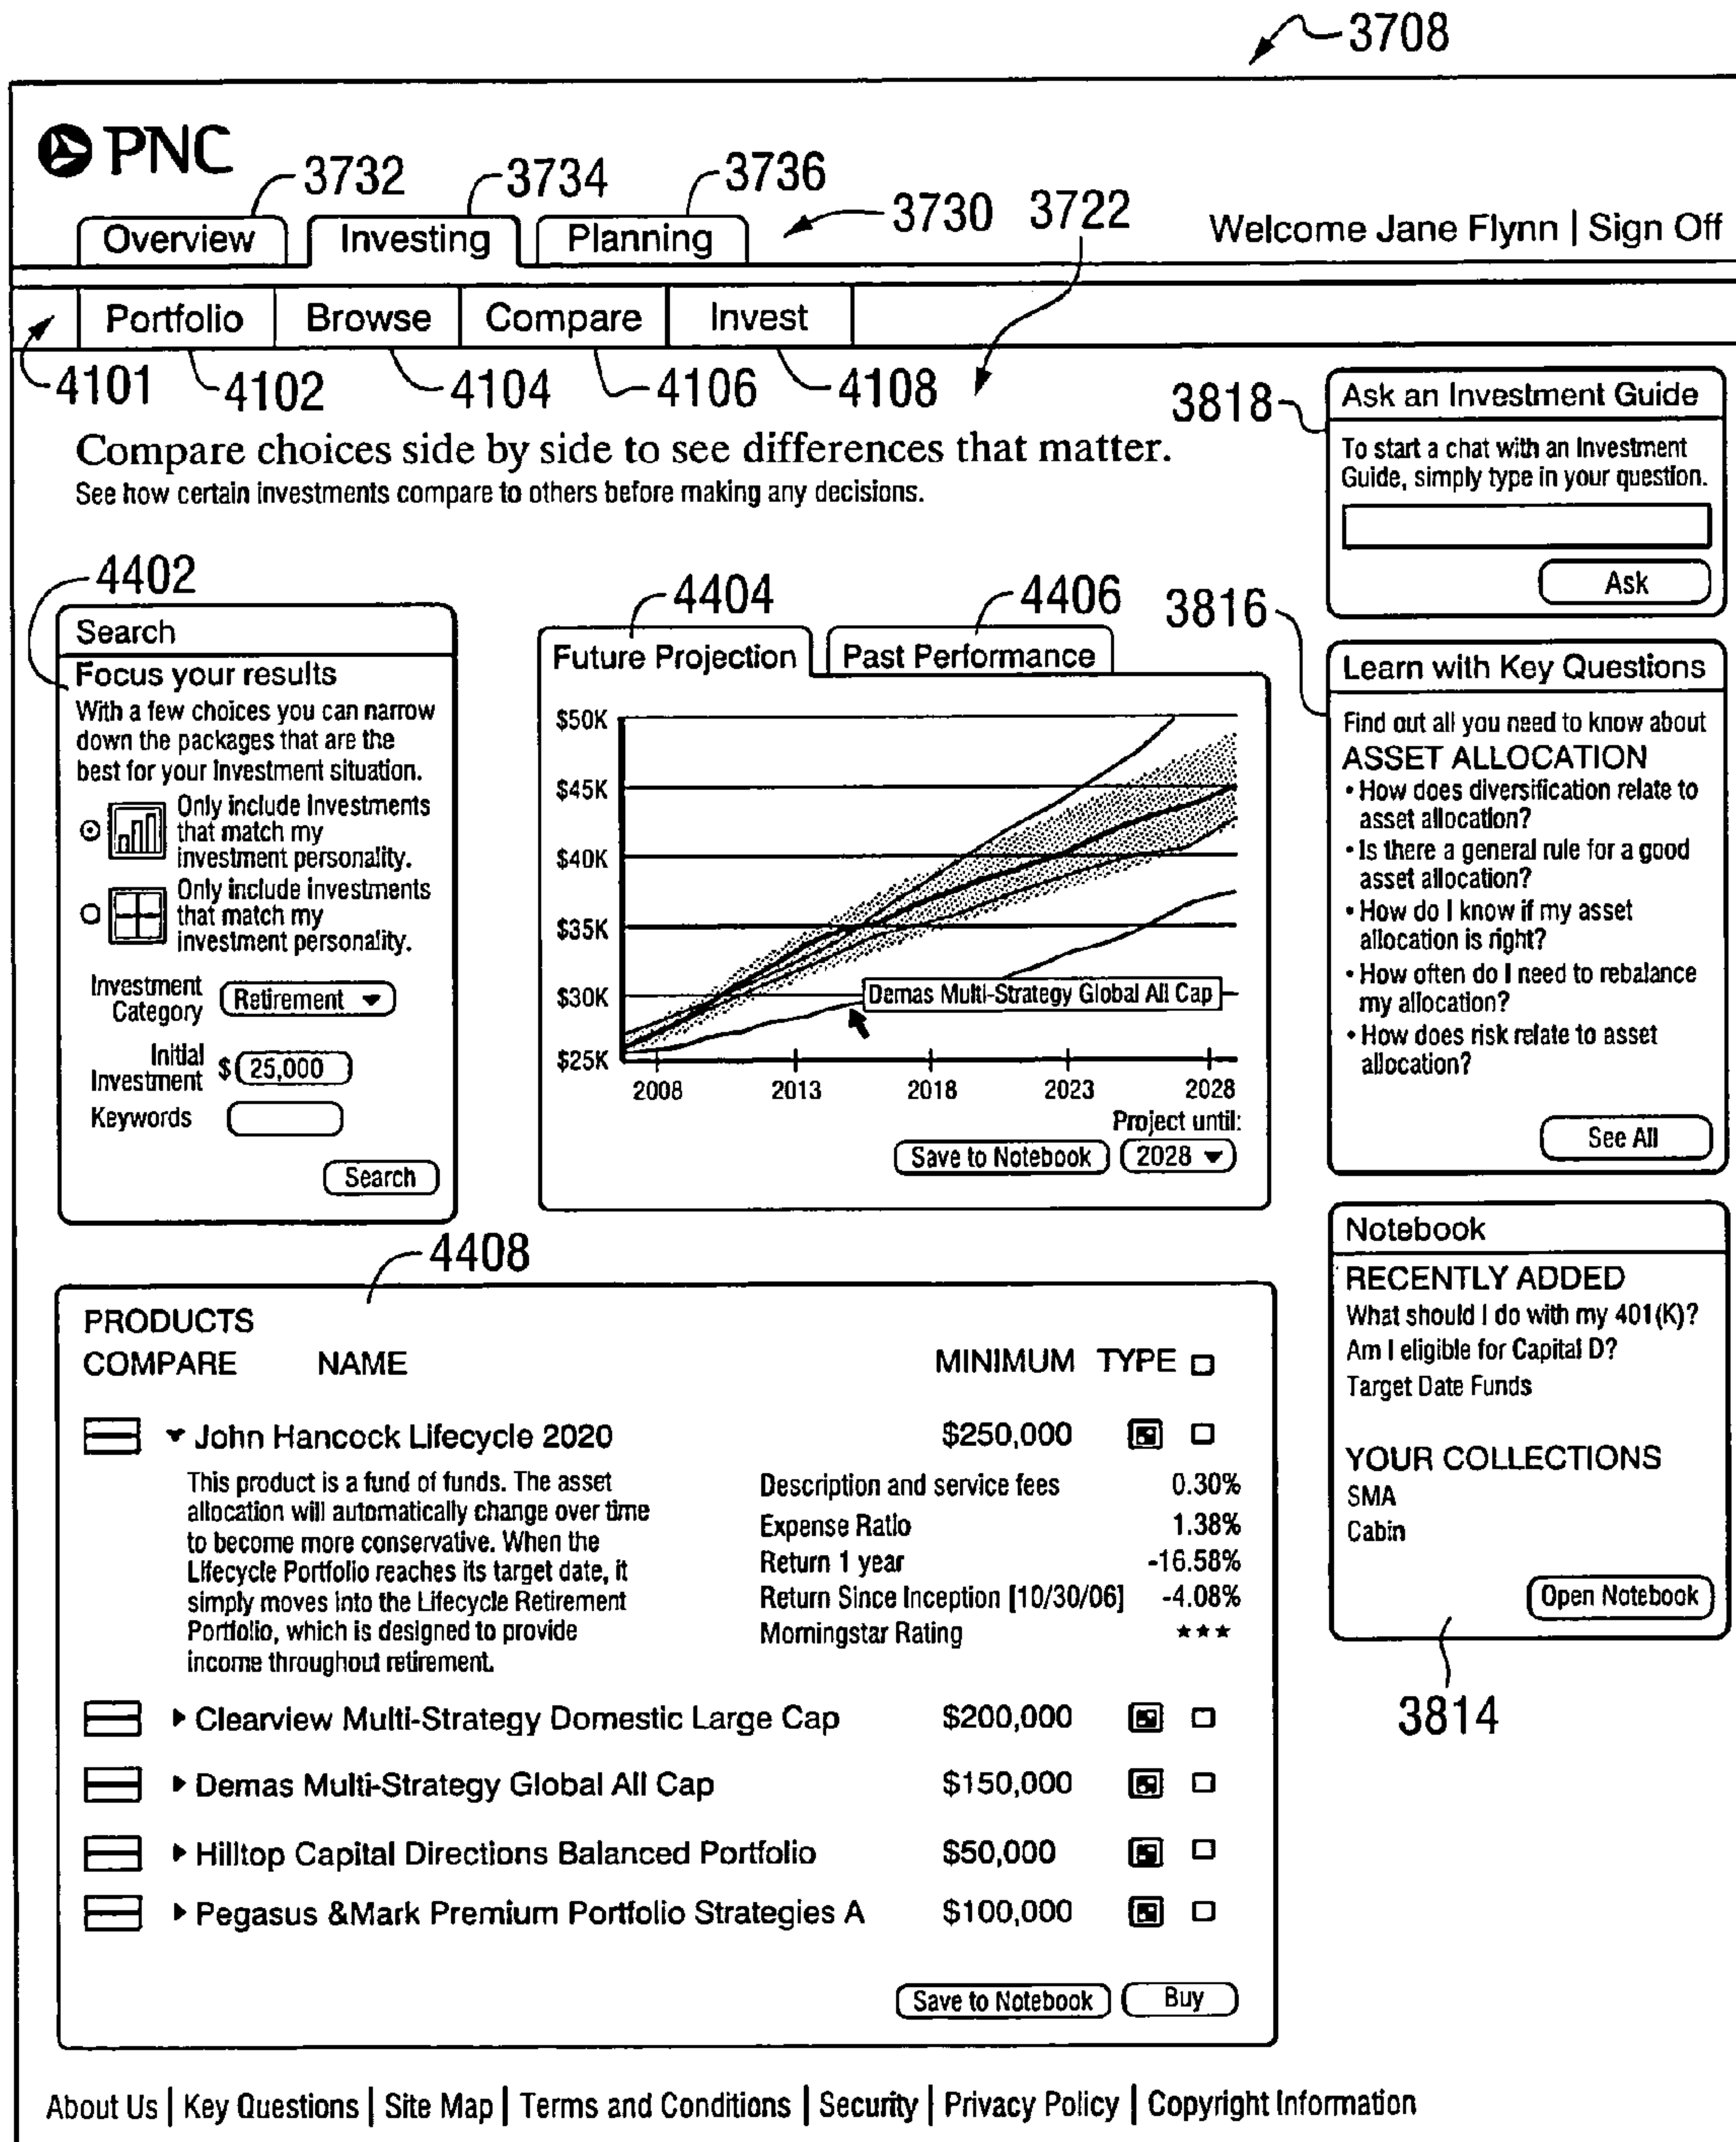 3708
PNC
3732
3734
3736
3730
3722
Overview
Investing
Planning
Welcome Jane Flynn | Sign Off
Portfolio
Browse
Compare
Invest
4101
4102
4104
4106
4108
Compare choices side by side to see differences that matter.
See how certain investments compare to others before making any decisions.
3818
Ask an Investment Guide
To start a chat with an Investment
Guide, simply type in your question.
Ask
4402
Search
Focus your results
With a few choices you can narrow
down the packages that are the
best for your Investment situation.
Only include Investments
that match my
investment personality.
Only include investments
that match my
investment personality.
Investment
Category
Retirement
Initial
Investment
$ 25,000
Keywords
Search
4404
4406
Future Projection
Past Performance
$50K
$45K
$40K
$35K
$30K
$25K
Demas Multi-Strategy Global All Cap
2008
2013
2018
2023
2028
Project until:
Save to Notebook
2028
3816
Learn with Key Questions
Find out all you need to know about
ASSET ALLOCATION
• How does diversification relate to
asset allocation?
• Is there a general rule for a good
asset allocation?
• How do I know if my asset
allocation is right?
• How often do I need to rebalance
my allocation?
• How does risk relate to asset
allocation?
See All
Notebook
RECENTLY ADDED
What should I do with my 401(K)?
Am I eligible for Capital D?
Target Date Funds
YOUR COLLECTIONS
SMA
Cabin
Open Notebook
3814
4408
PRODUCTS
COMPARE NAME MINIMUM TYPE
John Hancock Lifecycle 2020 $250,000
This product is a fund of funds. The asset
allocation will automatically change over time
to become more conservative. When the
Lifecycle Portfolio reaches its target date, it
simply moves into the Lifecycle Retirement
Portfolio, which is designed to provide
income throughout retirement.
Description and service fees 0.30%
Expense Ratio 1.38%
Return 1 year -16.58%
Return Since Inception [10/30/06] -4.08%
Morningstar Rating ★★★
Clearview Multi-Strategy Domestic Large Cap $200,000
Demas Multi-Strategy Global All Cap $150,000
Hilltop Capital Directions Balanced Portfolio $50,000
Pegasus &Mark Premium Portfolio Strategies A $100,000
Save to Notebook
Buy
About Us | Key Questions | Site Map | Terms and Conditions | Security | Privacy Policy | Copyright Information